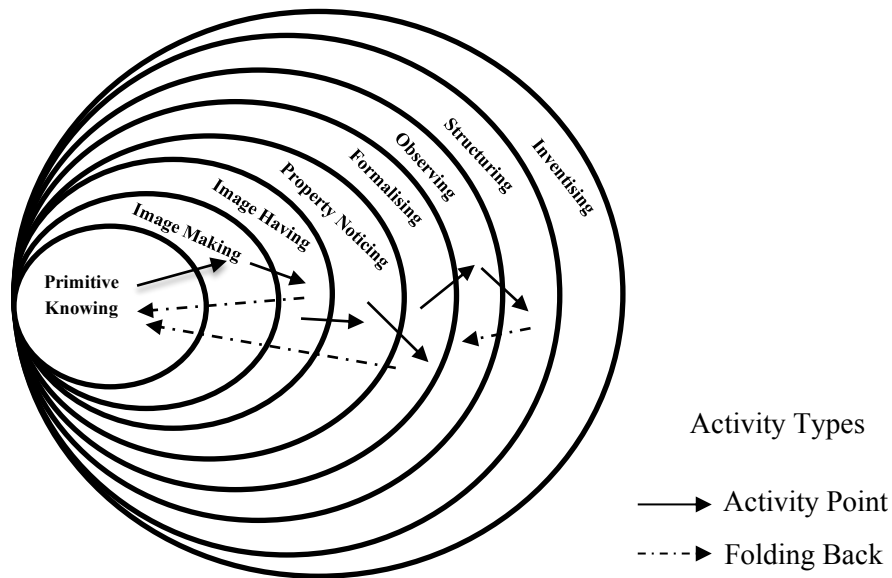 Primitive
Knowing
Image Making
Image Having
Property Noticing
Formalising
Observing
Structuring
Inventising
Activity Types
Activity Point
Folding Back